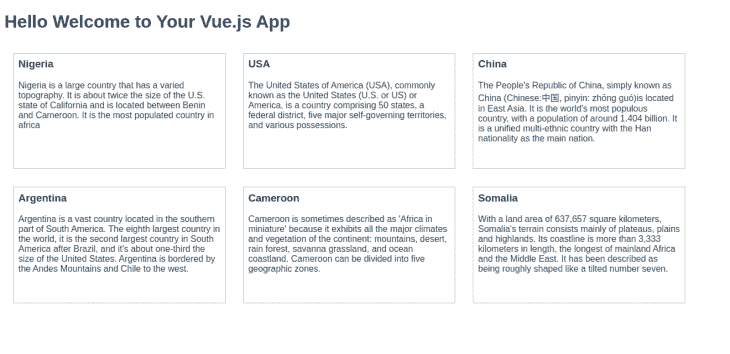 Hello Welcome to Your Vue.js App
Nigeria
Nigeria is a large country that has a varied
topography. It is about twice the size of the U.S.
state of California and is located between Benin
and Cameroon. It is the most populated country in
africa
USA
The United States of America (USA), commonly
known as the United States (U.S. or US) or
America, is a country comprising 50 states, a
federal district, five major self-governing territories,
and various possessions.
China
The People's Republic of China, simply known as
China (Chinese:中国, pinyin: zhōng guó)is located
in East Asia. It is the world's most populous
country, with a population of around 1.404 billion. It
is a unified multi-ethnic country with the Han
nationality as the main nation.
Argentina
Argentina is a vast country located in the southern
part of South America. The eighth largest country in
the world, it is the second largest country in South
America after Brazil, and it's about one-third the
size of the United States. Argentina is bordered by
the Andes Mountains and Chile to the west.
Cameroon
Cameroon is sometimes described as 'Africa in
miniature' because it exhibits all the major climates
and vegetation of the continent: mountains, desert,
rain forest, savanna grassland, and ocean
coastland. Cameroon can be divided into five
geographic zones.
Somalia
With a land area of 637,657 square kilometers,
Somalia's terrain consists mainly of plateaus, plains
and highlands. Its coastline is more than 3,333
kilometers in length, the longest of mainland Africa
and the Middle East. It has been described as
being roughly shaped like a tilted number seven.